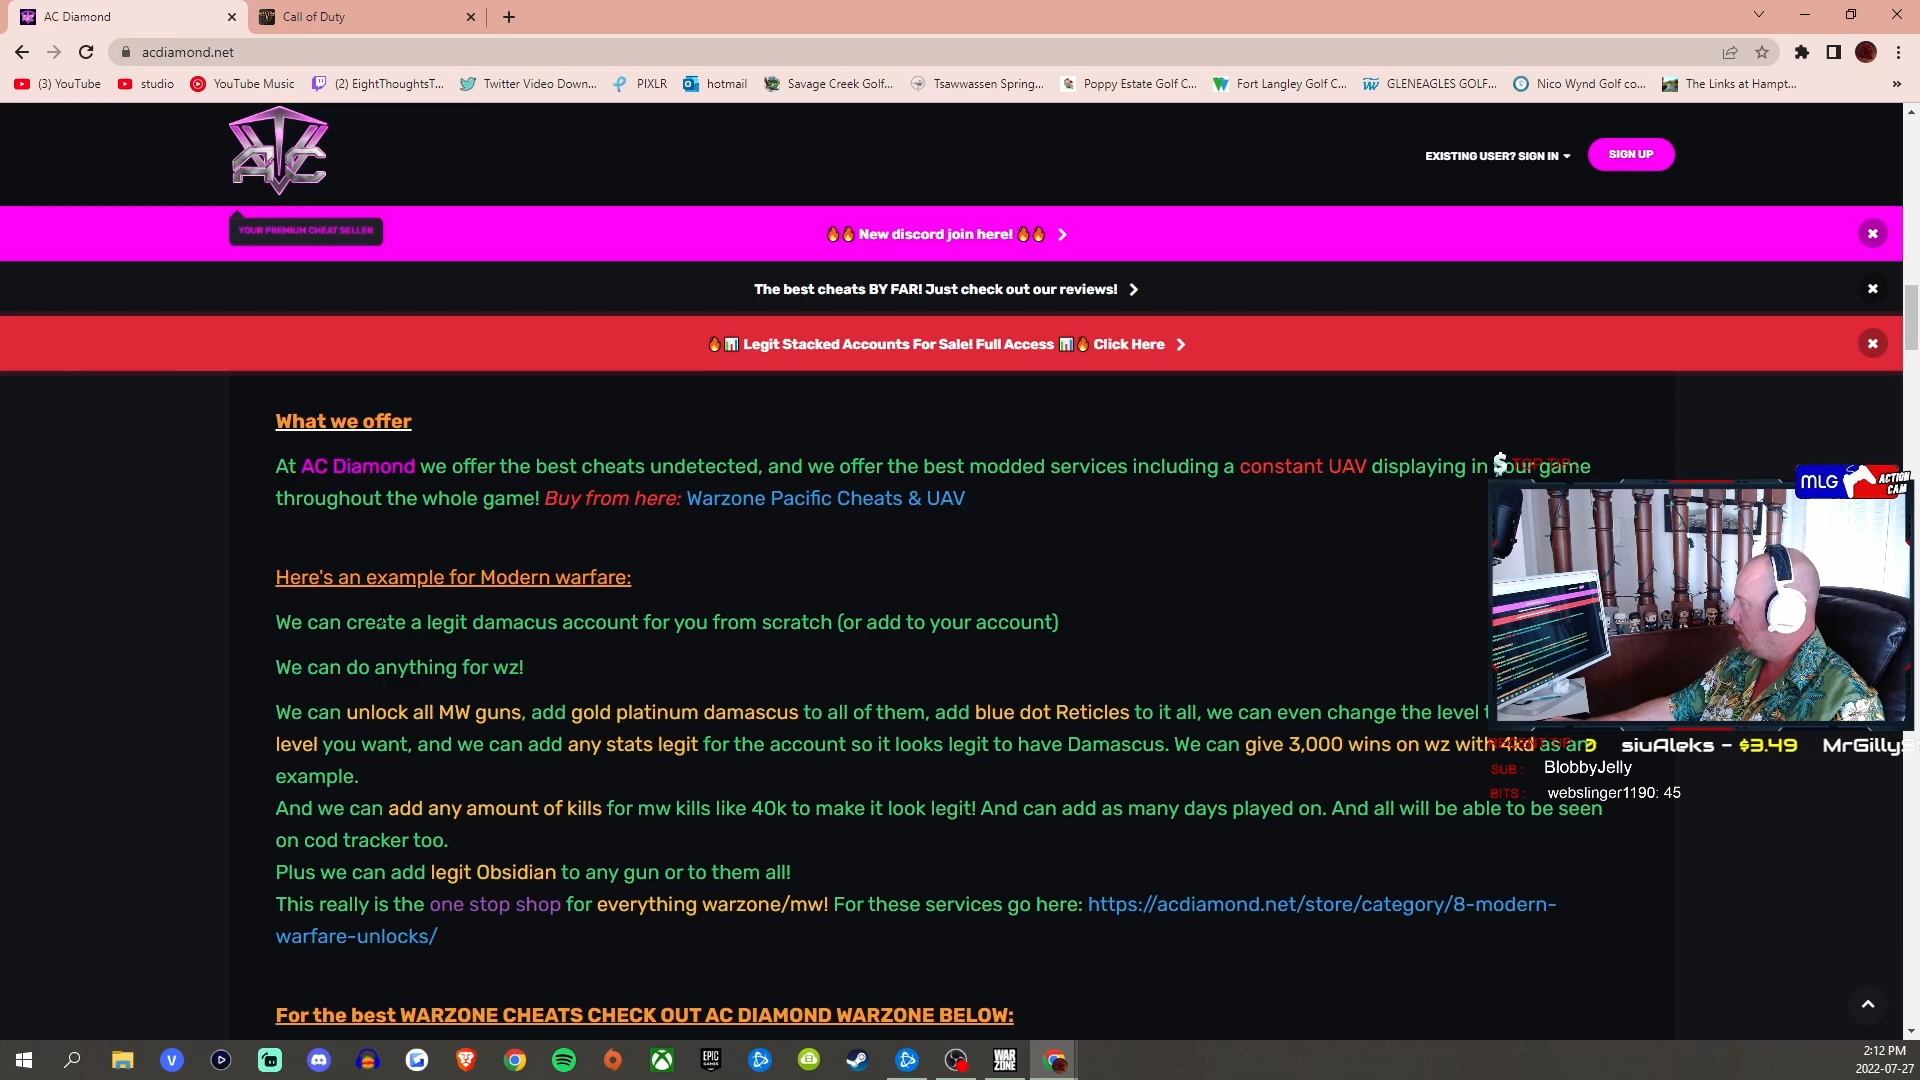 AC Diamond
Call of Duty
acdiamond.net
(3) YouTube
studio
YouTube Music
(2) EightThoughtsT...
Twitter Video Down...
PIXLR
hotmail
Savage Creek Golf...
Tsawwassen Spring...
Poppy Estate Golf C...
Fort Langley Golf C...
GLENEAGLES GOLF...
Nico Wynd Golf co...
The Links at Hampt...
AC
EXISTING USER? SIGN IN
SIGN UP
YOUR PREMIUM CHEAT SELLER
🔥🔥 New discord join here! 🔥🔥
The best cheats BY FAR! Just check out our reviews!
🔥📊 Legit Stacked Accounts For Sale! Full Access 📊🔥 Click Here
What we offer
At AC Diamond we offer the best cheats undetected, and we offer the best modded services including a constant UAV displaying in your game
throughout the whole game! Buy from here: Warzone Pacific Cheats & UAV
Here's an example for Modern warfare:
We can create a legit damacus account for you from scratch (or add to your account)
We can do anything for wz!
We can unlock all MW guns, add gold platinum damascus to all of them, add blue dot Reticles to it all, we can even change the level
level you want, and we can add any stats legit for the account so it looks legit to have Damascus. We can give 3,000 wins on wz with 4kd as an
example.
And we can add any amount of kills for mw kills like 40k to make it look legit! And can add as many days played on. And all will be able to be seen
on cod tracker too.
Plus we can add legit Obsidian to any gun or to them all!
This really is the one stop shop for everything warzone/mw! For these services go here: https://acdiamond.net/store/category/8-modern-
warfare-unlocks/
For the best WARZONE CHEATS CHECK OUT AC DIAMOND WARZONE BELOW:
$ TOP TIP
MLG ACTION CAM
siuAleks - $3.49 MrGillyS
SUB : BlobbyJelly
BITS : webslinger1190: 45
EPIC GAMES
WAR ZONE
2:12 PM
2022-07-27